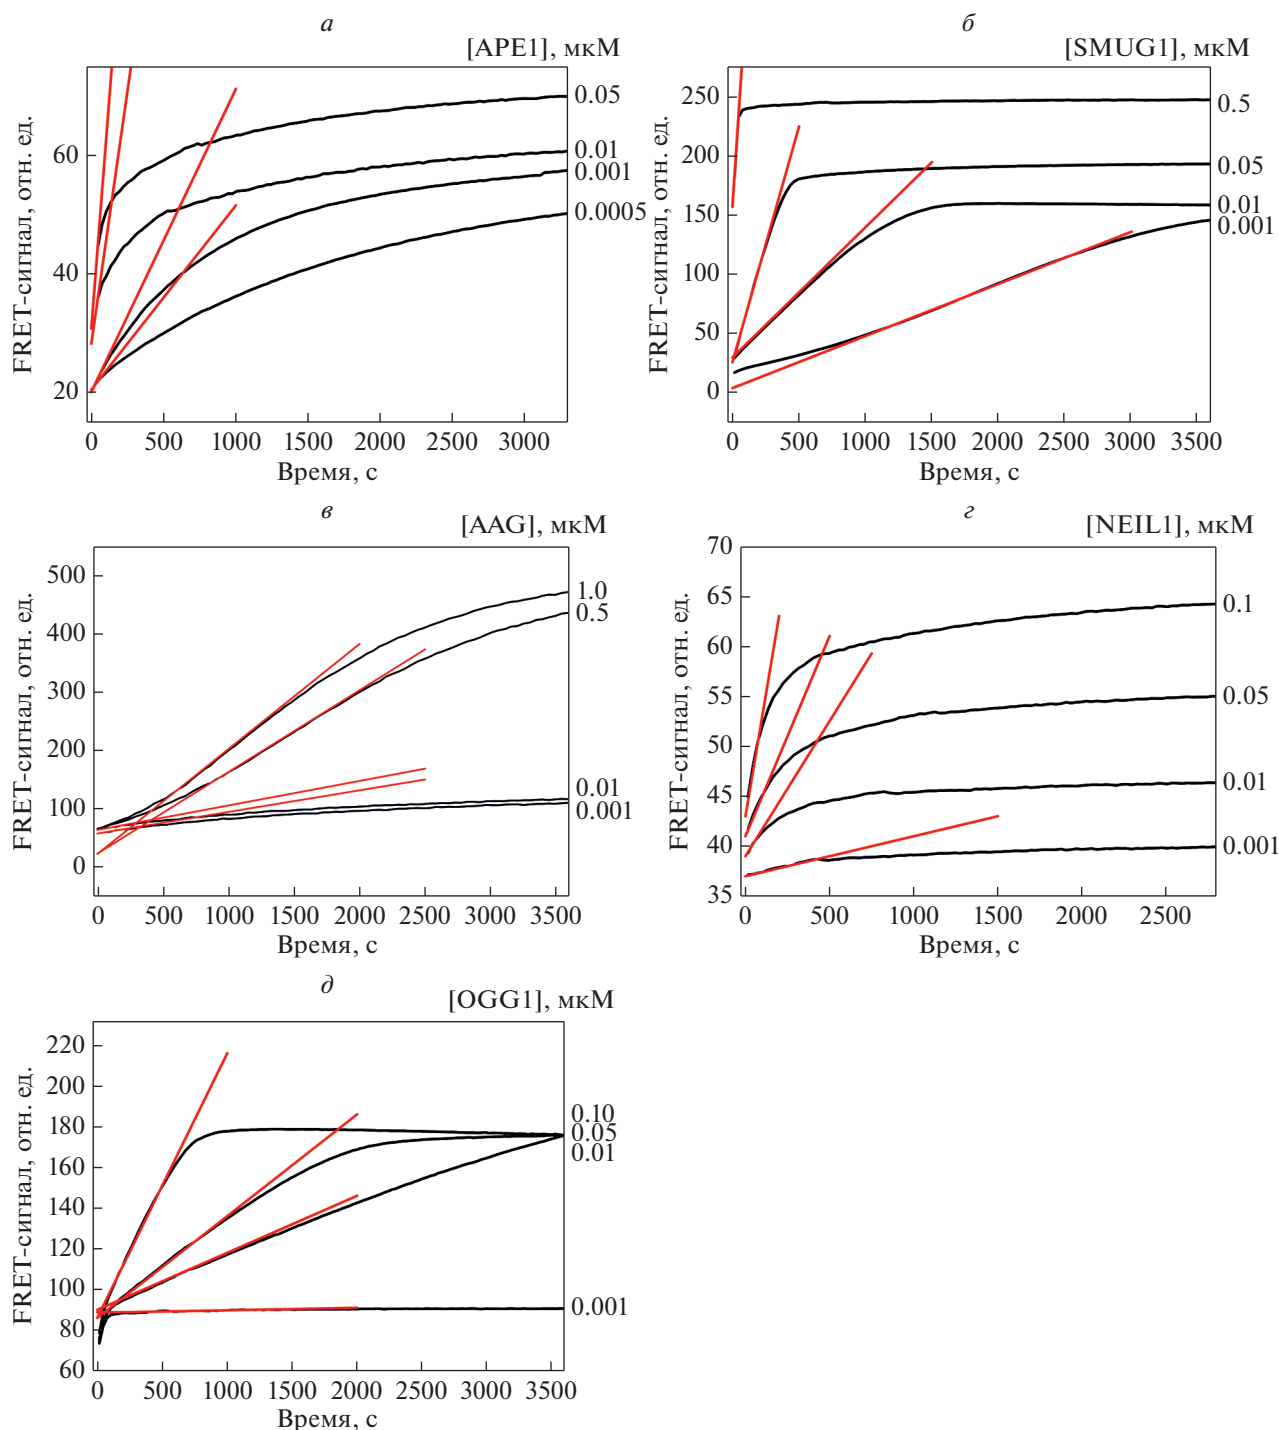 а
[APE1], мкМ
FRET-сигнал, отн. ед.
60
40
20
0.05
0.01
0.001
0.0005
0 500 1000 1500 2000 2500 3000
Время, с
б
[SMUG1], мкМ
FRET-сигнал, отн. ед.
250
200
150
100
50
0
0.5
0.05
0.01
0.001
0 500 1000 1500 2000 2500 3000 3500
Время, с
в
[AAG], мкМ
FRET-сигнал, отн. ед.
500
400
300
200
100
0
1.0
0.5
0.01
0.001
0 500 1000 1500 2000 2500 3000 3500
Время, с
г
[NEIL1], мкМ
FRET-сигнал, отн. ед.
70
65
60
55
50
45
40
35
0.1
0.05
0.01
0.001
0 500 1000 1500 2000 2500
Время, с
д
[OGG1], мкМ
FRET-сигнал, отн. ед.
220
200
180
160
140
120
100
80
60
0.10
0.05
0.01
0.001
0 500 1000 1500 2000 2500 3000 3500
Время, с